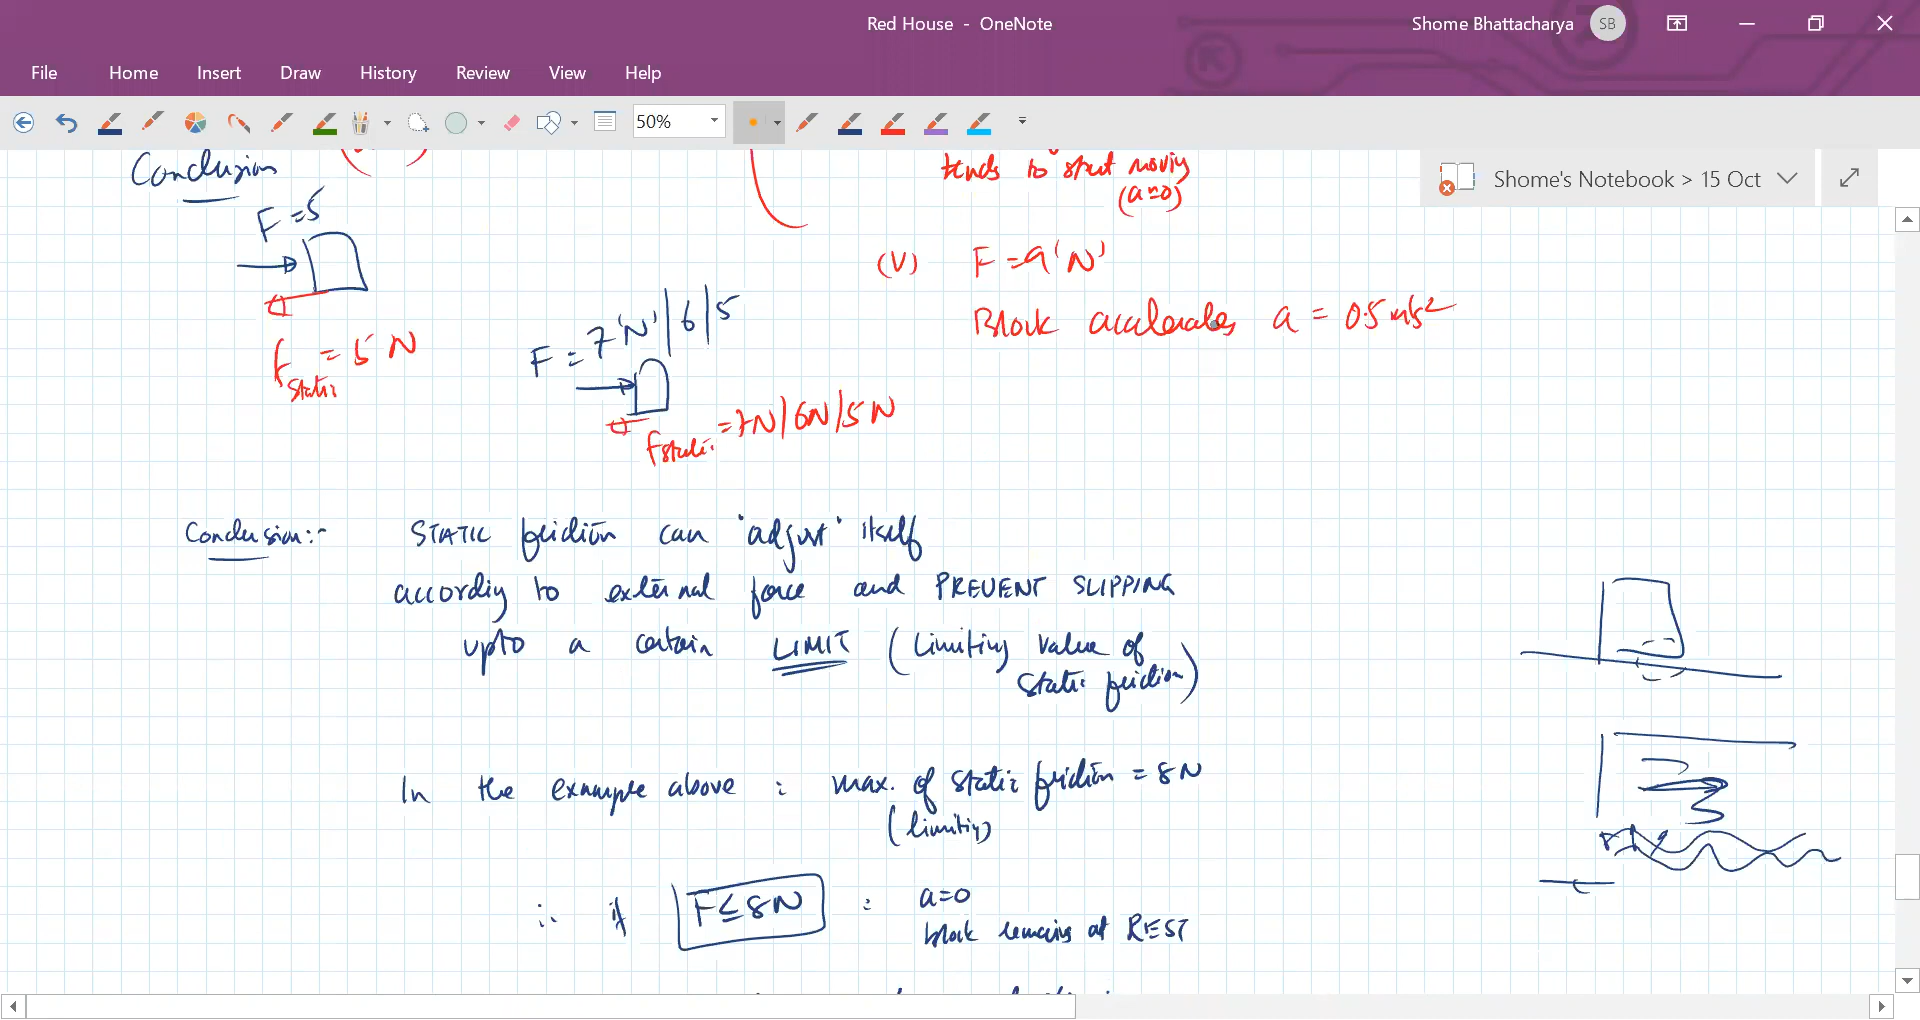 Red House - OneNote
Shome Bhattacharya SB
File Home Insert Draw History Review View Help
50%
Shome's Notebook > 15 Oct
Conclusion
tends to start moving
(a=0)
F=5
(V) F=9'N'
Block accelerates a = 0.5 m/s2
F=7'N'|6|5
f static = 5 N
f static = 7N|6N|5N
Conclusion:- STATIC friction can 'adjust' itself
according to external force and PREVENT SLIPPING
upto a certain LIMIT (limiting value of
static friction)
In the example above : max. of static friction = 8N
(limiting)
∴ if F≤8N : a=0
block remains at REST